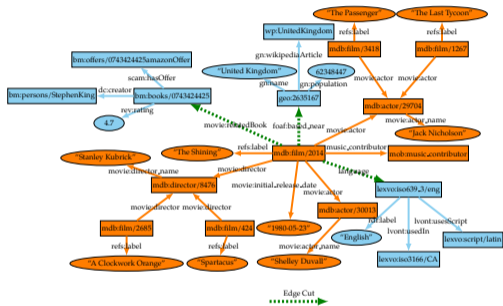 "The Passenger"
"The Last Tycoon"
wp:UnitedKingdom
refs:label
refs:label
bm:offers/0743424425amazonOffer
mdb:film/3418
mdb:film/1267
gn:wikipediaArticle
scam:hasOffer
"United Kingdom"
62348447
movie:actor
movie:actor
bm:persons/StephenKing
dc:creator
gn:name
gn:population
bm:books/0743424425
geo:2635167
mdb:actor/29704
rev:rating
movie:actor_name
4.7
movie:relatedBook
foaf:based_near
movie:actor
"Jack Nicholson"
"The Shining"
refs:label
music_contributor
"Stanley Kubrick"
mdb:film/2014
mob:music_contributor
movie:director_name
movie:director
language
mdb:director/8476
movie:initial_release_date
movie:actor
lexvo:iso639_3/eng
movie:director
movie:director
mdb:actor/30013
rdf:label
lvont:usesScript
mdb:film/2685
mdb:film/424
"1980-05-23"
"English"
lvont:usedIn
lexvo:script/latin
refs:label
refs:label
movie:actor_name
"A Clockwork Orange"
"Spartacus"
"Shelley Duvall"
lexvo:iso3166/CA
Edge Cut